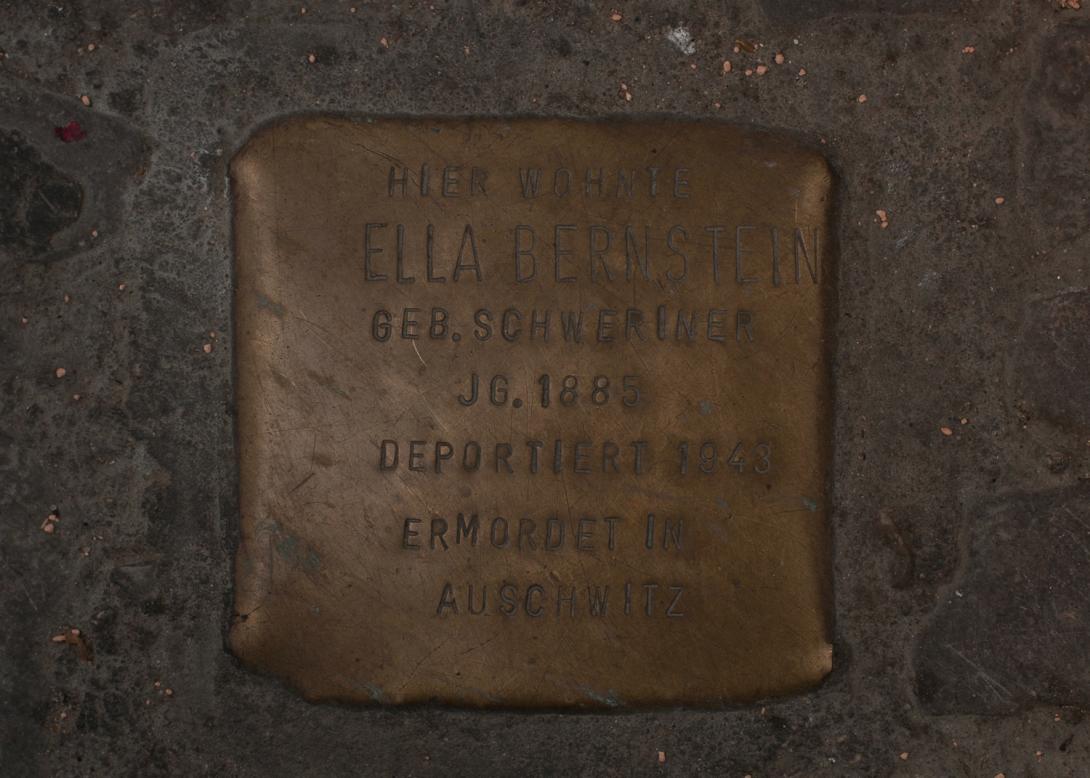 HIER WOHNTE
ELLA BERNSTEIN
GEB. SCHWERINER
JG. 1885
DEPORTIERT 1943
ERMORDET IN
AUSCHWITZ